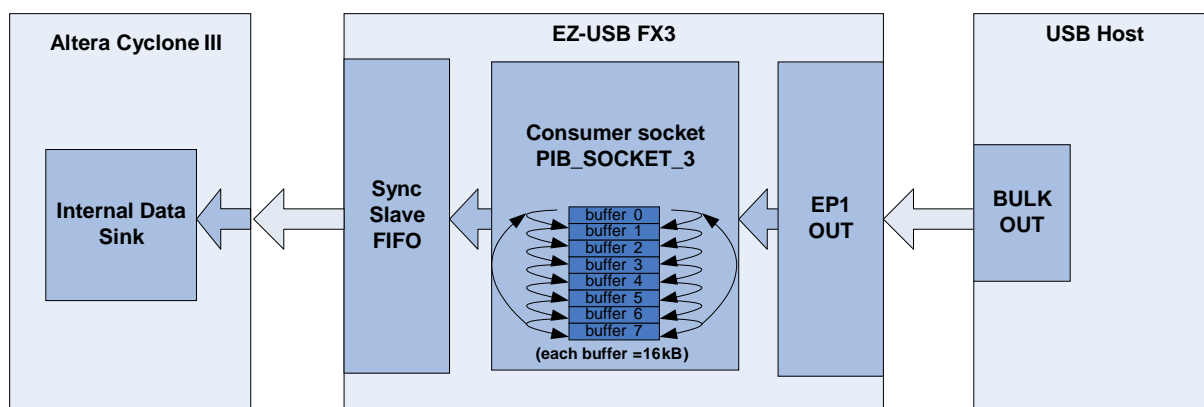 Altera Cyclone III
EZ-USB FX3
USB Host
Internal Data
Sink
Sync
Slave
FIFO
Consumer socket
PIB_SOCKET_3
buffer 0
buffer 1
buffer 2
buffer 3
buffer 4
buffer 5
buffer 6
buffer 7
(each buffer =16kB)
EP1
OUT
BULK
OUT